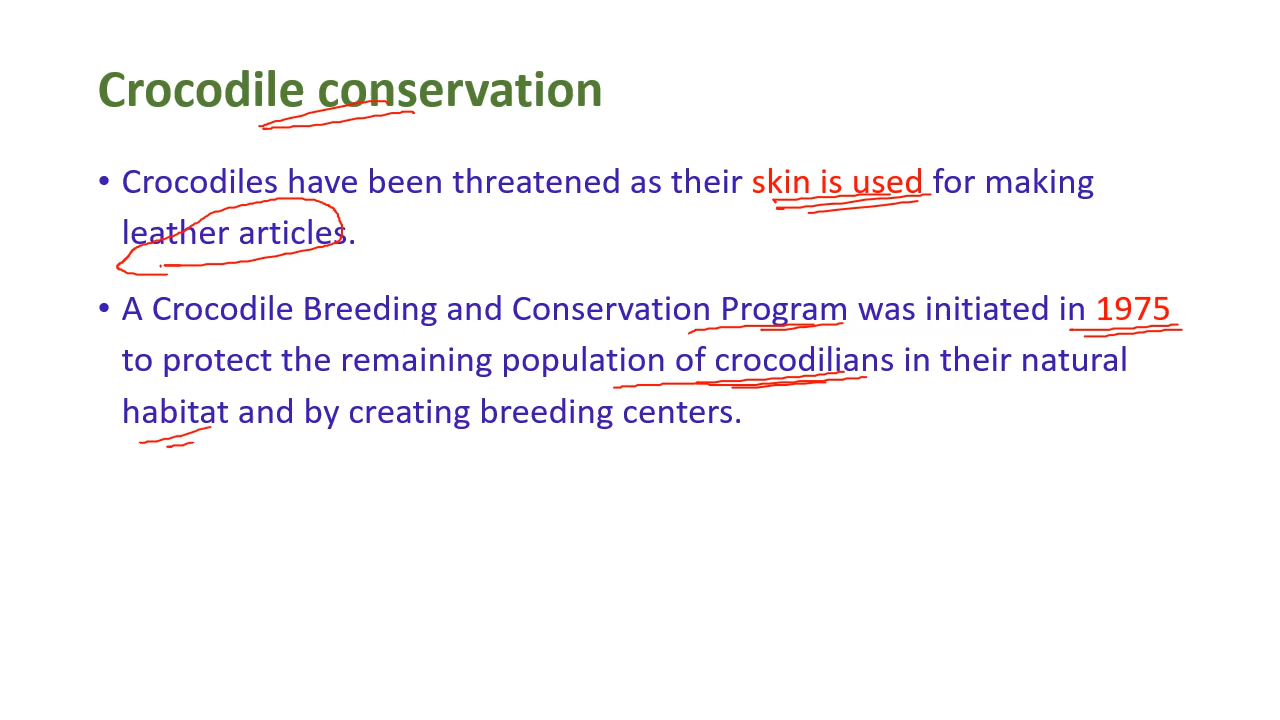 Crocodile conservation
• Crocodiles have been threatened as their skin is used for making
leather articles.
• A Crocodile Breeding and Conservation Program was initiated in 1975
to protect the remaining population of crocodilians in their natural
habitat and by creating breeding centers.